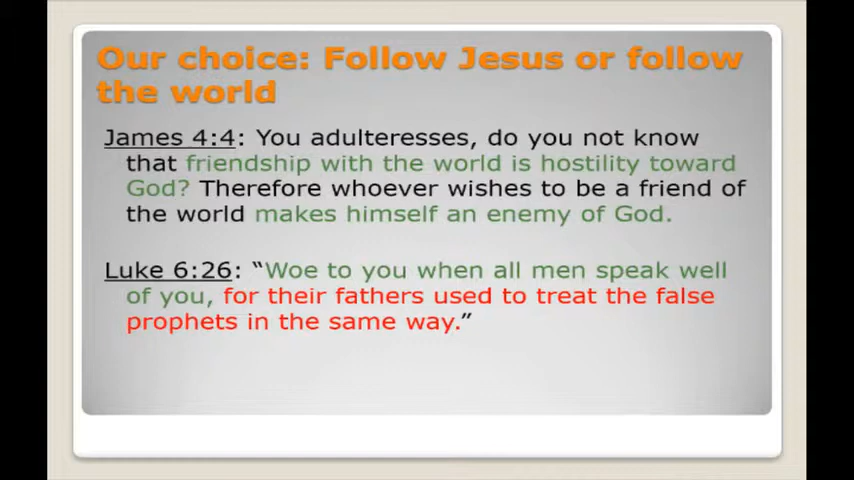 Our choice: Follow Jesus or follow
the world
James 4:4: You adulteresses, do you not know
that friendship with the world is hostility toward
God? Therefore whoever wishes to be a friend of
the world makes himself an enemy of God.
Luke 6:26: “Woe to you when all men speak well
of you, for their fathers used to treat the false
prophets in the same way.”